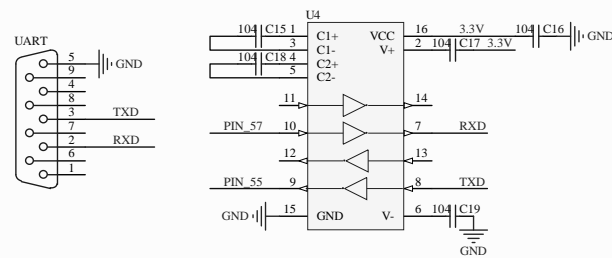 UART
5
GND
9
4
8
3
TXD
7
2
RXD
6
1
U4
104 C15 1 C1+ VCC 16 3.3V 104 C16 GND
3 C1- V+ 2 104 C17 3.3V
104 C18 4 C2+
5 C2-
11 14
PIN_57 10 7 RXD
12 13
PIN_55 9 8 TXD
GND 15 GND V- 6 104 C19
GND